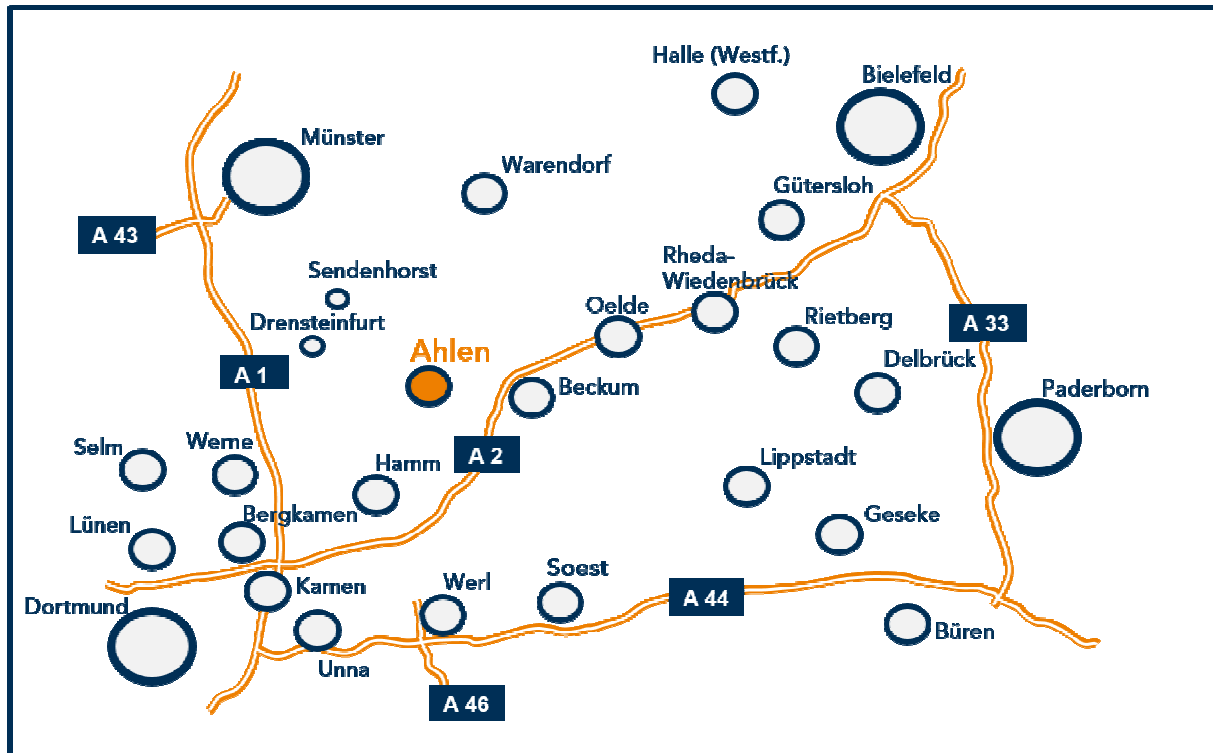 Halle (Westf.)
Bielefeld
Münster
Warendorf
Gütersloh
A 43
Rheda-
Wiedenbrück
Sendenhorst
Oelde
Drensteinfurt
Rietberg
A 33
Ahlen
Delbrück
A 1
Beckum
Paderborn
Selm
Werne
A 2
Hamm
Lippstadt
Lünen
Bergkamen
Geseke
Kamen
Werl
Soest
A 44
Dortmund
Büren
Unna
A 46